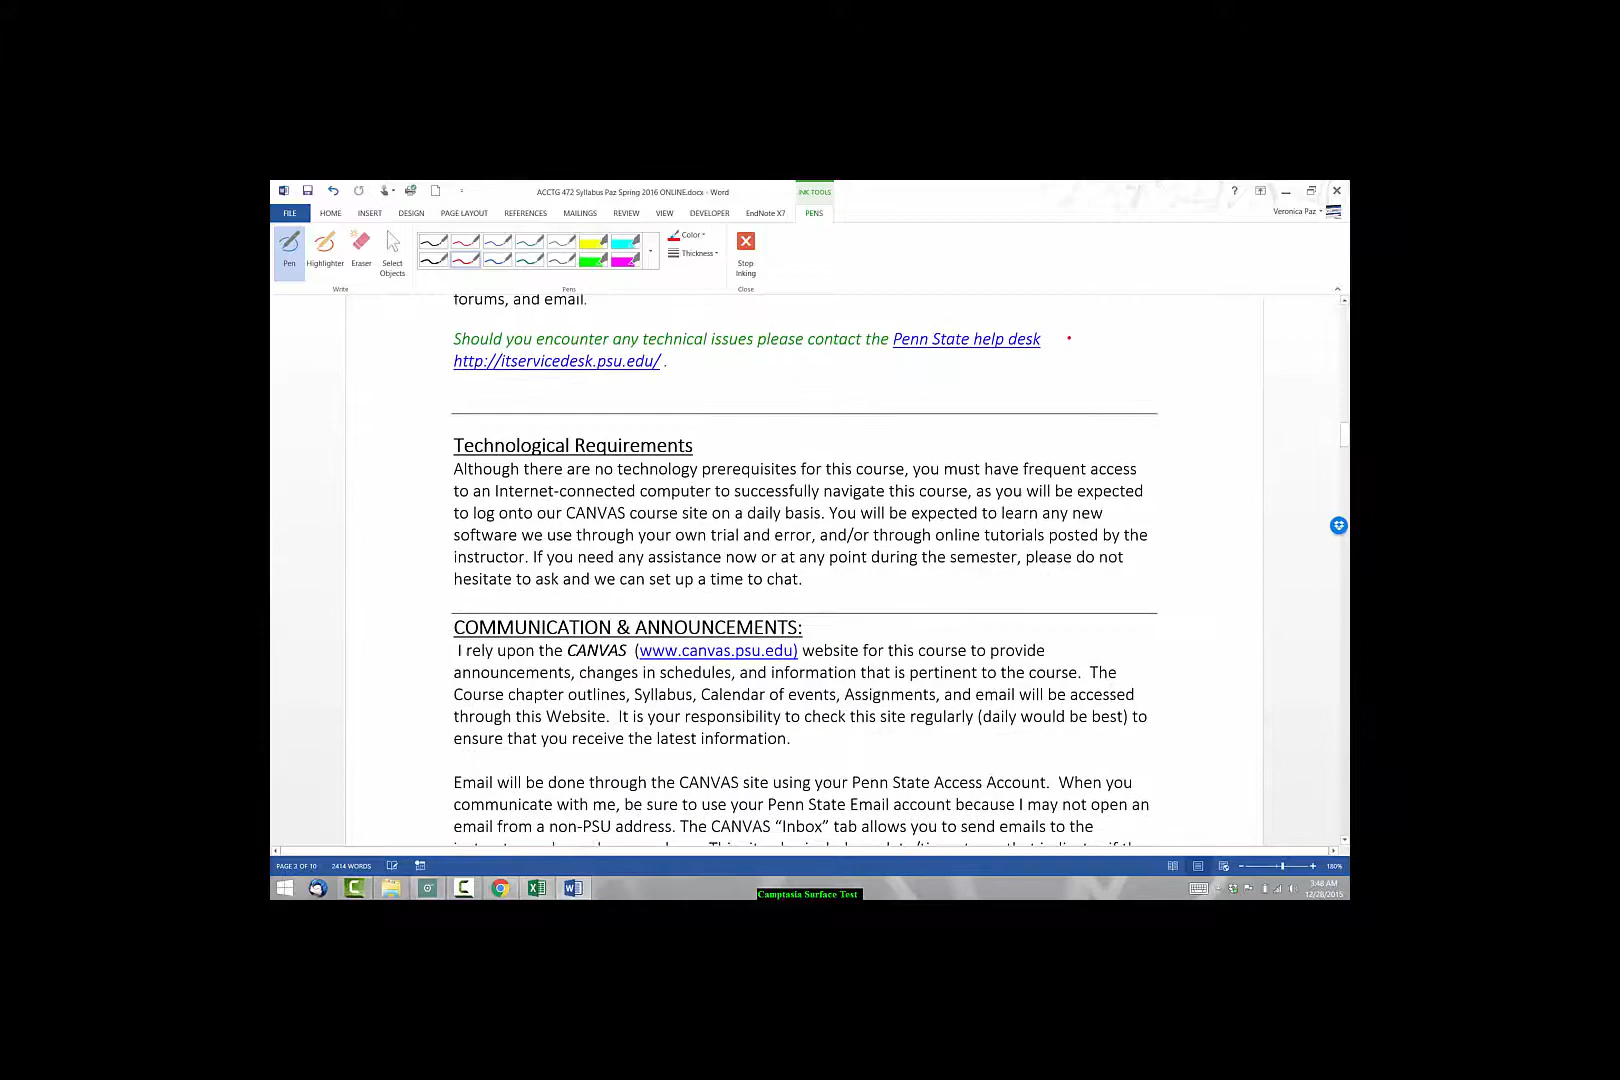 ACCTG 472 Syllabus Paz Spring 2016 ONLINE.docx - Word
INK TOOLS
?
FILE HOME INSERT DESIGN PAGE LAYOUT REFERENCES MAILINGS REVIEW VIEW DEVELOPER EndNote X7 PENS
Veronica Paz
Pen Highlighter Eraser Select Objects
Color
Thickness
Stop Inking
Write
Pens
Close
forums, and email.
Should you encounter any technical issues please contact the Penn State help desk
http://itservicedesk.psu.edu/ .
Technological Requirements
Although there are no technology prerequisites for this course, you must have frequent access
to an Internet-connected computer to successfully navigate this course, as you will be expected
to log onto our CANVAS course site on a daily basis. You will be expected to learn any new
software we use through your own trial and error, and/or through online tutorials posted by the
instructor. If you need any assistance now or at any point during the semester, please do not
hesitate to ask and we can set up a time to chat.
COMMUNICATION & ANNOUNCEMENTS:
I rely upon the CANVAS (www.canvas.psu.edu) website for this course to provide
announcements, changes in schedules, and information that is pertinent to the course. The
Course chapter outlines, Syllabus, Calendar of events, Assignments, and email will be accessed
through this Website. It is your responsibility to check this site regularly (daily would be best) to
ensure that you receive the latest information.
Email will be done through the CANVAS site using your Penn State Access Account. When you
communicate with me, be sure to use your Penn State Email account because I may not open an
email from a non-PSU address. The CANVAS “Inbox” tab allows you to send emails to the
PAGE 3 OF 10 2414 WORDS
180%
Camptasia Surface Test
3:48 AM
12/28/2015